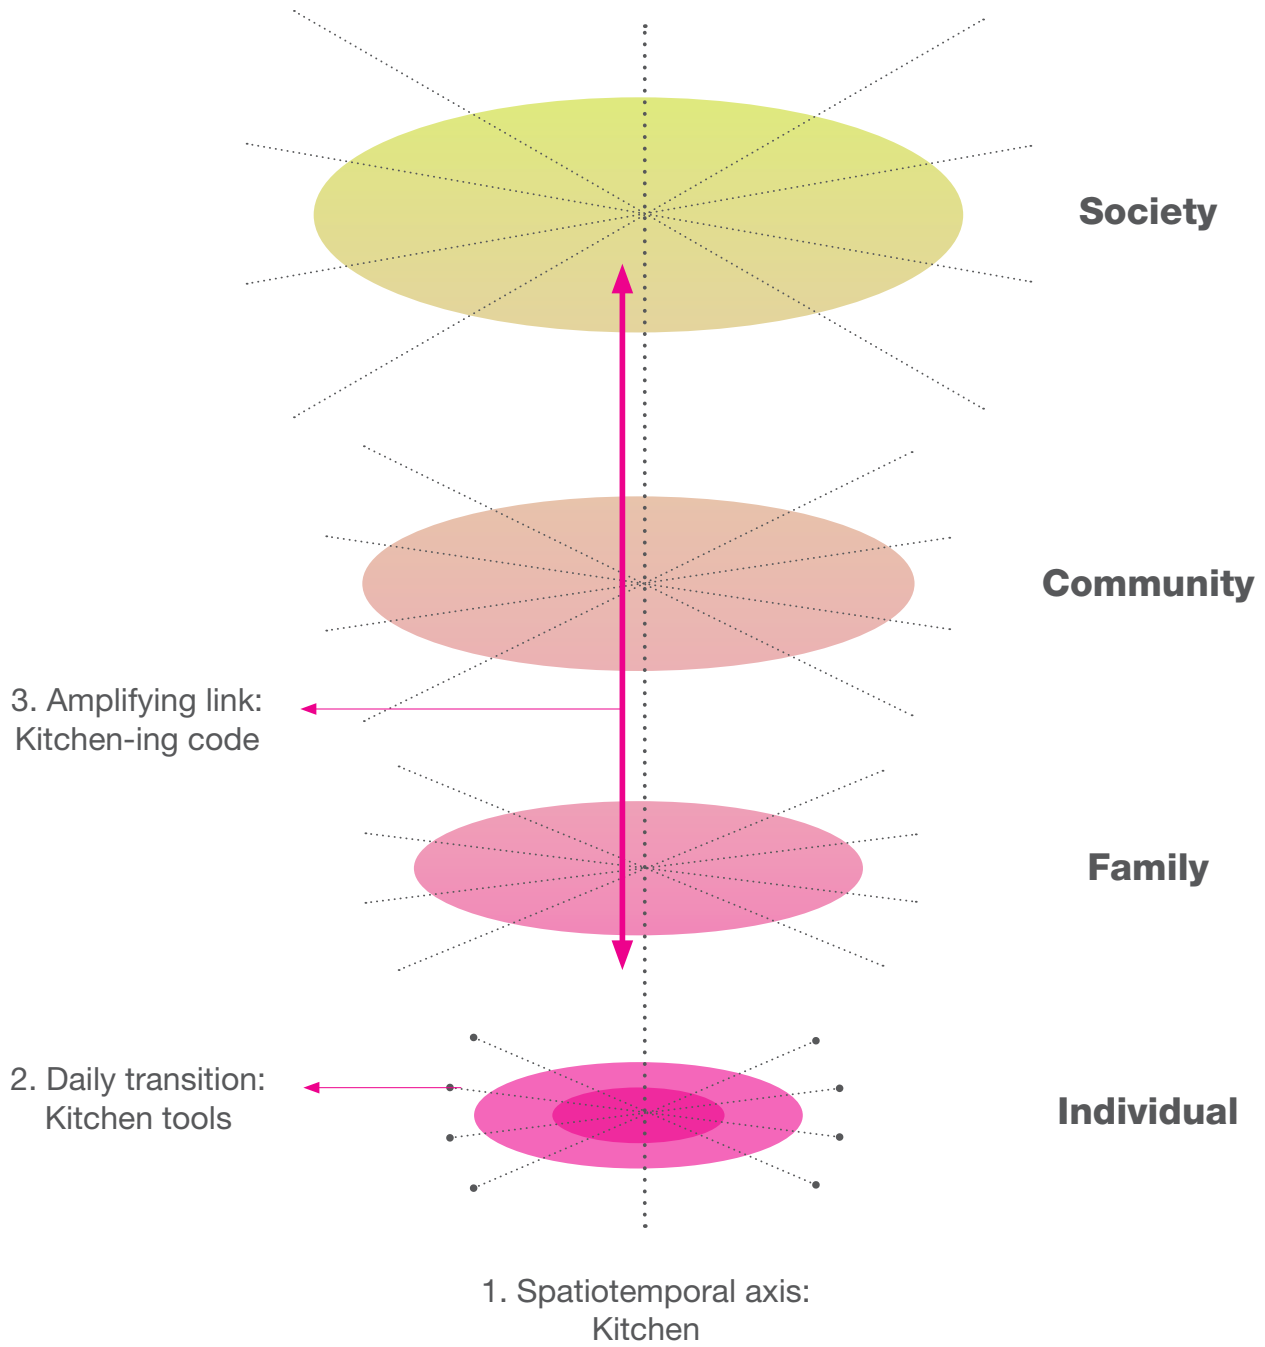 Society
Community
3. Amplifying link:
Kitchen-ing code
Family
2. Daily transition:
Kitchen tools
Individual
1. Spatiotemporal axis:
Kitchen